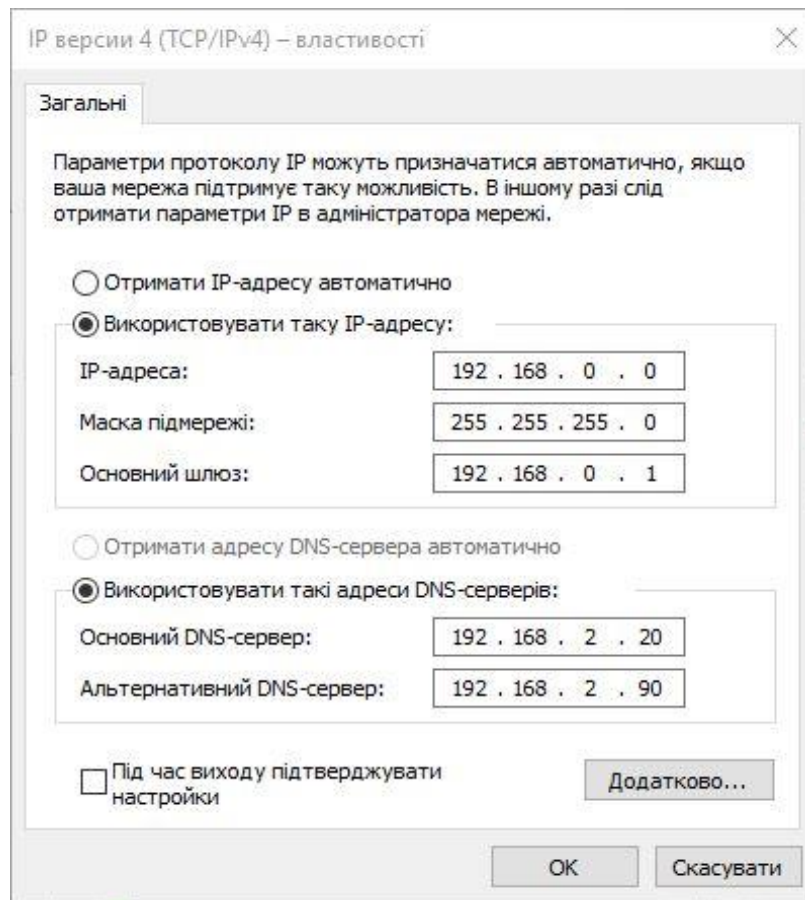 IP версии 4 (TCP/IPv4) – властивості
Загальні
Параметри протоколу IP можуть призначатися автоматично, якщо
ваша мережа підтримує таку можливість. В іншому разі слід
отримати параметри IP в адміністратора мережі.
Отримати IP-адресу автоматично
Використовувати таку IP-адресу:
IP-адреса: 192 . 168 . 0 . 0
Маска підмережі: 255 . 255 . 255 . 0
Основний шлюз: 192 . 168 . 0 . 1
Отримати адресу DNS-сервера автоматично
Використовувати такі адреси DNS-серверів:
Основний DNS-сервер: 192 . 168 . 2 . 20
Альтернативний DNS-сервер: 192 . 168 . 2 . 90
Під час виходу підтверджувати
настройки
Додатково...
OK Скасувати